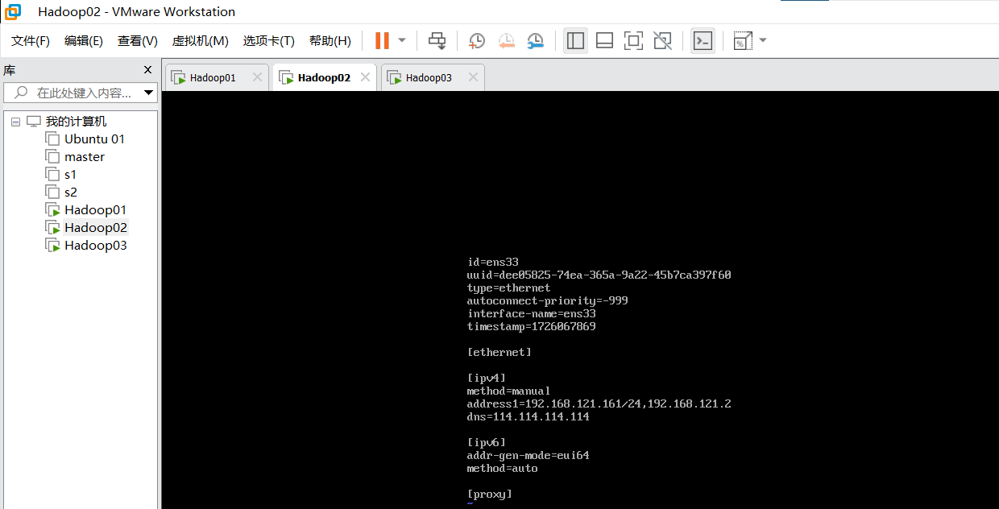 Hadoop02 - VMware Workstation
文件(F) 编辑(E) 查看(V) 虚拟机(M) 选项卡(T) 帮助(H)
库
在此处键入内容...
我的计算机
Ubuntu 01
master
s1
s2
Hadoop01
Hadoop02
Hadoop03
Hadoop01 Hadoop02 Hadoop03
id=ens33
uuid=dee05825-74ea-365a-9a22-45b7ca397f60
type=ethernet
autoconnect-priority=-999
interface-name=ens33
timestamp=1726067869
[ethernet]
[ipv4]
method=manual
address1=192.168.121.161/24,192.168.121.2
dns=114.114.114.114
[ipv6]
addr-gen-mode=eui64
method=auto
[proxy]
~